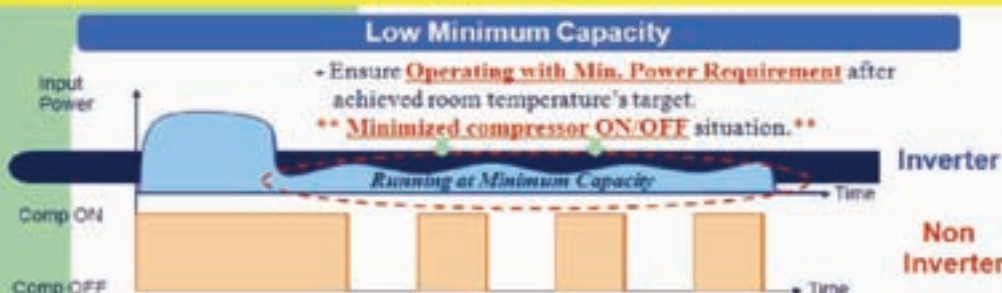 Low Minimum Capacity
Input
Power
- Ensure Operating with Min. Power Requirement after
achieved room temperature's target.
** Minimized compressor ON/OFF situation.**
Inverter
Running at Minimum Capacity
Time
Comp ON
Non
Inverter
Comp OFF
Time